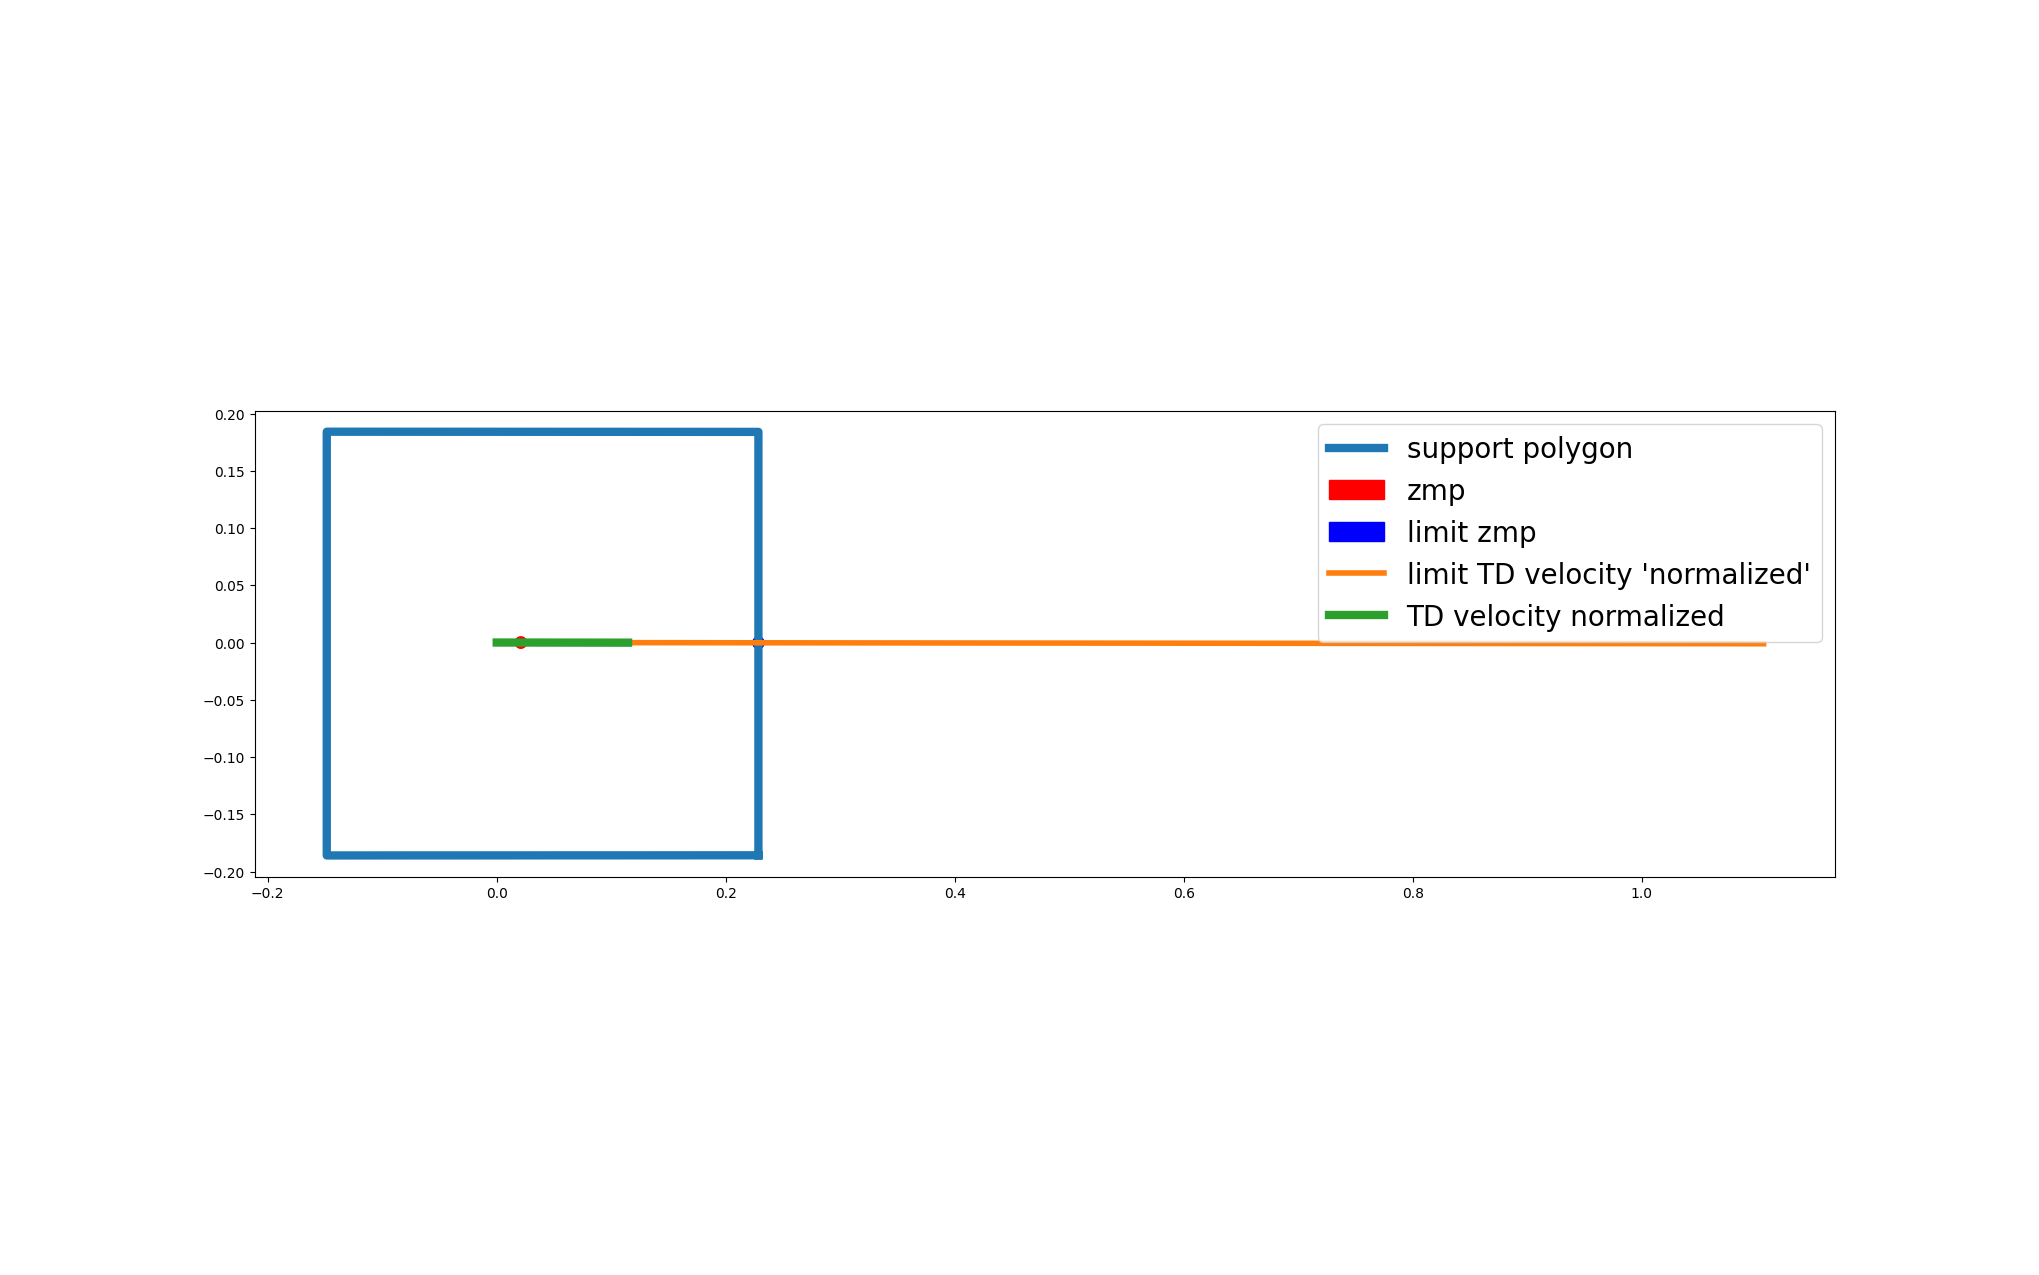 0.20
0.15
0.10
0.05
0.00
−0.05
−0.10
−0.15
−0.20
−0.2 0.0 0.2 0.4 0.6 0.8 1.0
support polygon
zmp
limit zmp
limit TD velocity 'normalized'
TD velocity normalized